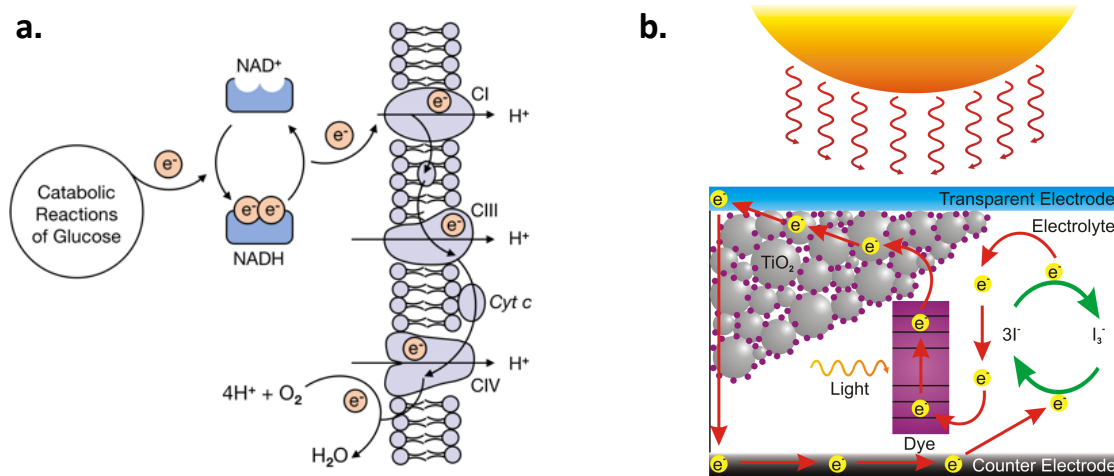 a.
NAD⁺
e⁻
CI
e⁻
H⁺
e⁻
Catabolic
Reactions
of Glucose
e⁻ e⁻
NADH
CIII
e⁻
H⁺
Cyt c
e⁻
H⁺
CIV
4H⁺ + O₂
e⁻
H₂O
b.
Transparent Electrode
e⁻
Electrolyte
e⁻
e⁻
e⁻
TiO₂
e⁻
e⁻
3I⁻
I₃⁻
Light
e⁻
e⁻
e⁻
Dye
e⁻
e⁻
e⁻
Counter Electrode